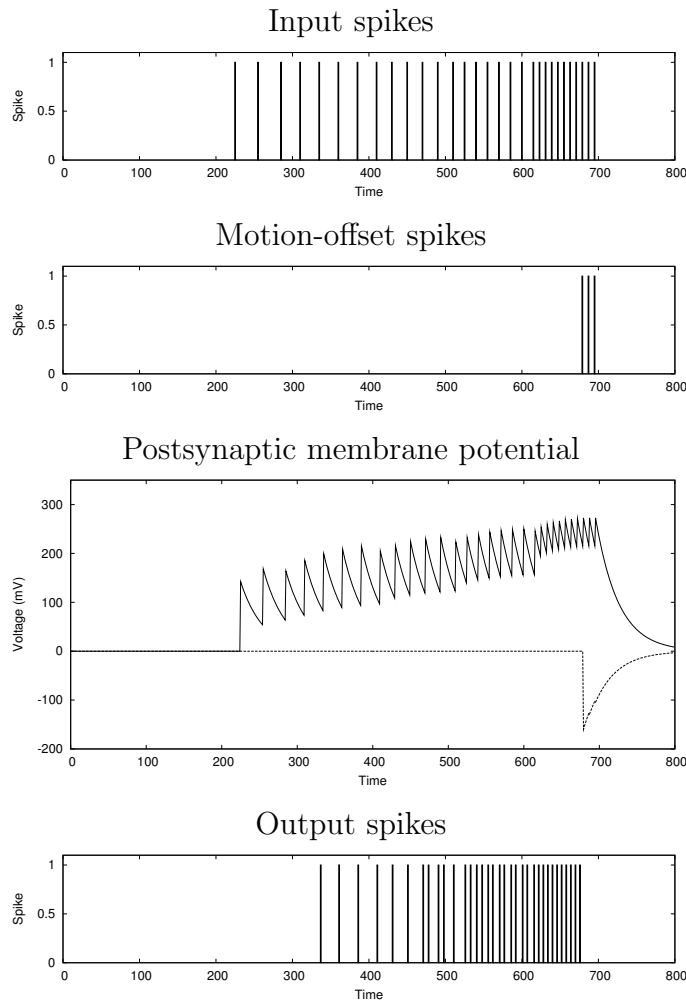 Input spikes
1
0.5
0
Spike
0 100 200 300 400 500 600 700 800
Time
Motion-offset spikes
1
0.5
0
Spike
0 100 200 300 400 500 600 700 800
Time
Postsynaptic membrane potential
300
200
100
0
-100
-200
Voltage (mV)
0 100 200 300 400 500 600 700 800
Time
Output spikes
1
0.5
0
Spike
0 100 200 300 400 500 600 700 800
Time